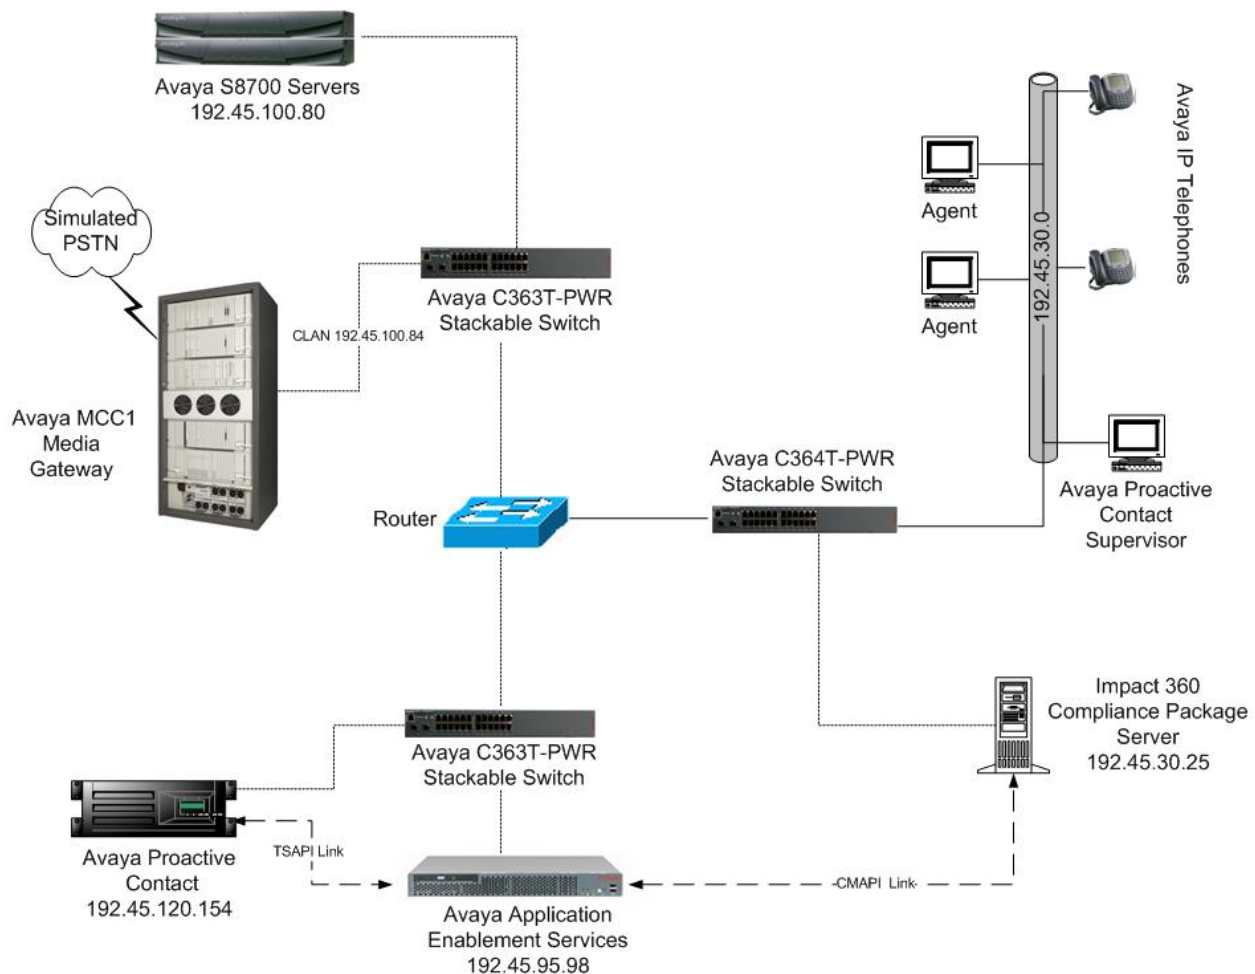 Avaya S8700 Servers
192.45.100.80
Simulated
PSTN
Avaya MCC1
Media
Gateway
CLAN 192.45.100.84
Avaya C363T-PWR
Stackable Switch
Router
Avaya C364T-PWR
Stackable Switch
Agent
Agent
192.45.30.0
Avaya IP Telephones
Avaya Proactive
Contact
Supervisor
Impact 360
Compliance Package
Server
192.45.30.25
Avaya C363T-PWR
Stackable Switch
Avaya Proactive
Contact
192.45.120.154
TSAPI Link
CMAPI Link
Avaya Application
Enablement Services
192.45.95.98